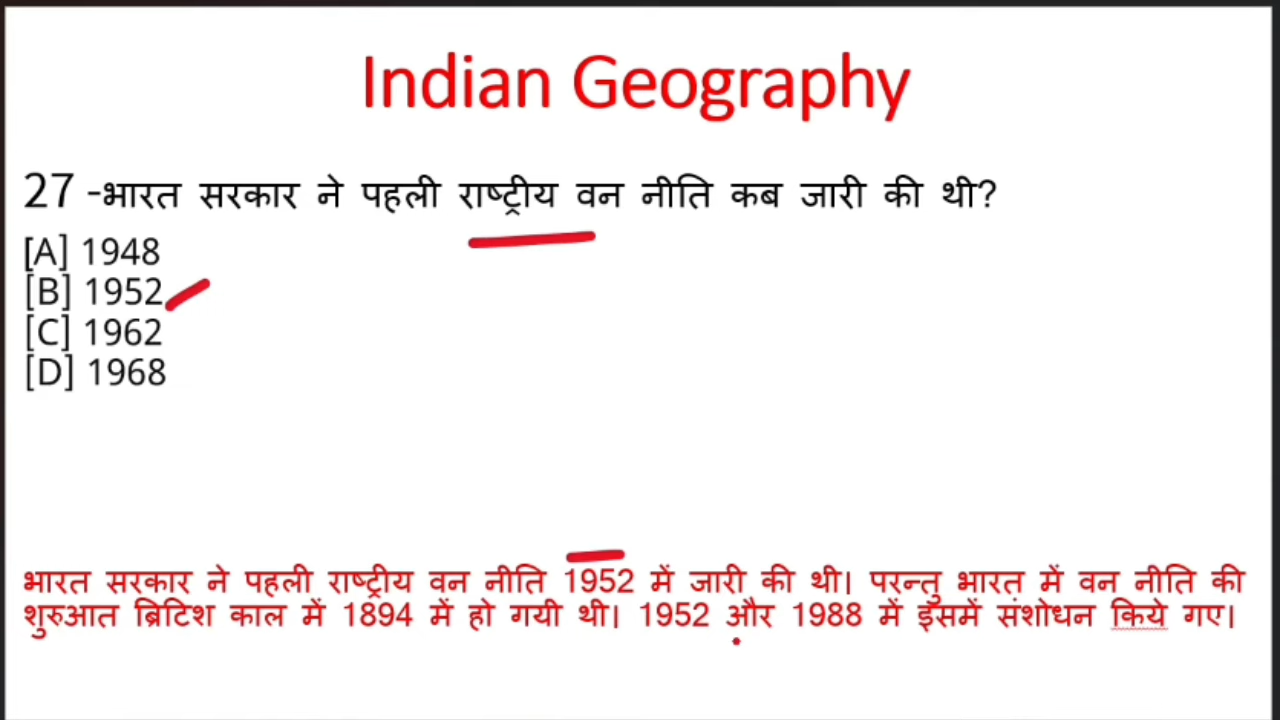 Indian Geography
27 -भारत सरकार ने पहली राष्ट्रीय वन नीति कब जारी की थी?
[A] 1948
[B] 1952
[C] 1962
[D] 1968
भारत सरकार ने पहली राष्ट्रीय वन नीति 1952 में जारी की थी। परन्तु भारत में वन नीति की
शुरुआत ब्रिटिश काल में 1894 में हो गयी थी। 1952 और 1988 में इसमें संशोधन किये गए।